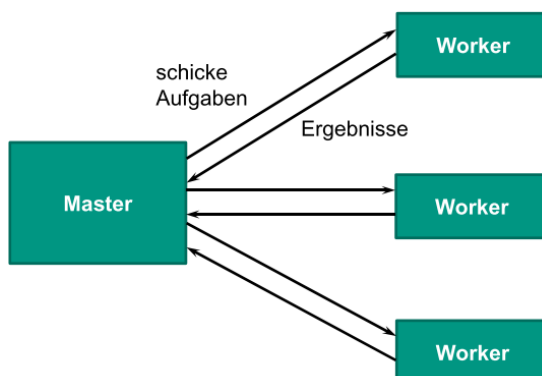 Worker
schicke
Aufgaben
Ergebnisse
Master
Worker
Worker